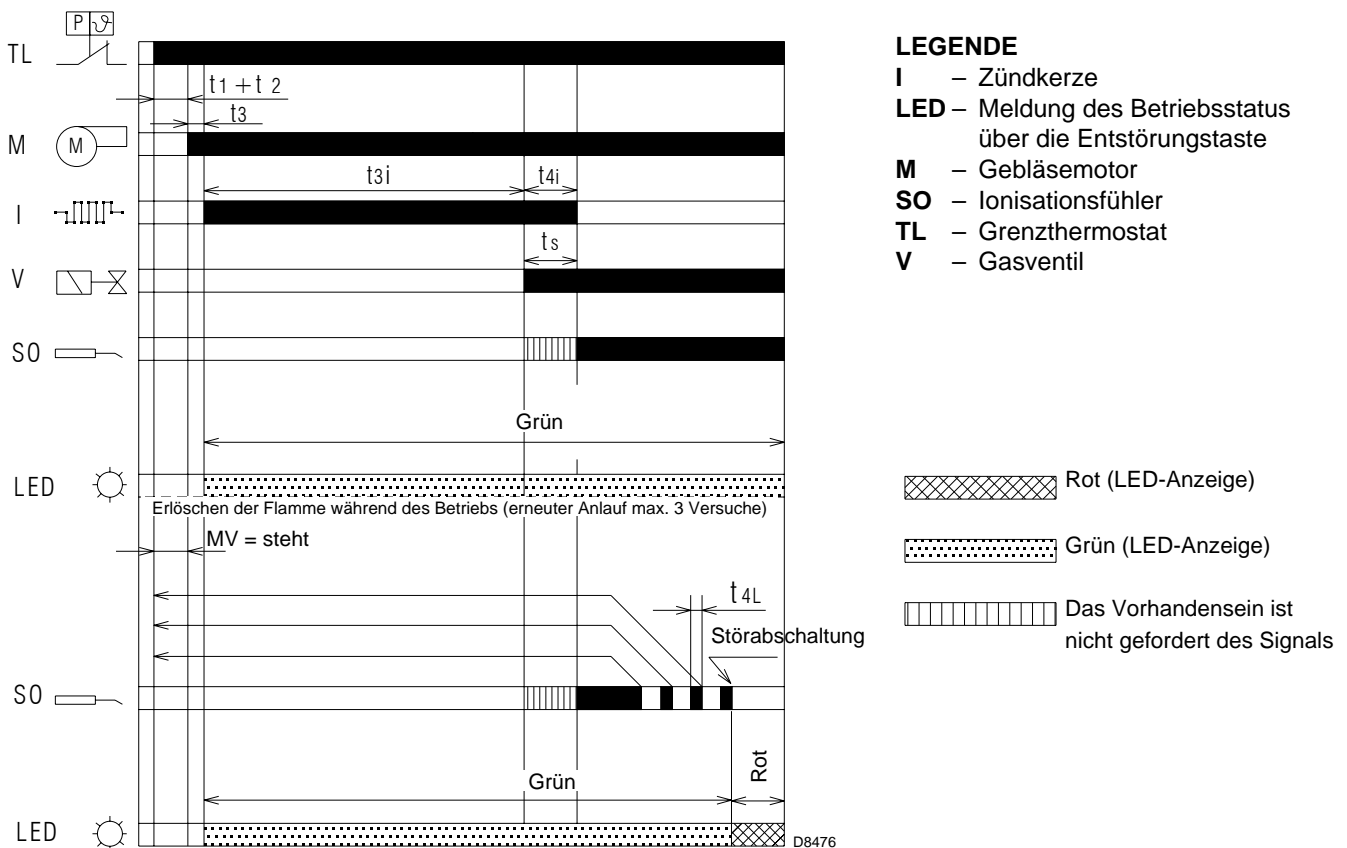 P ϑ
TL
t1 + t2
t3
M
M
t3i
t4i
I
ts
V
SO
Grün
LED
Erlöschen der Flamme während des Betriebs (erneuter Anlauf max. 3 Versuche)
MV = steht
t4L
Störabschaltung
SO
Grün
Rot
LED
D8476
LEGENDE
I – Zündkerze
LED – Meldung des Betriebsstatus
über die Entstörungstaste
M – Gebläsemotor
SO – Ionisationsfühler
TL – Grenzthermostat
V – Gasventil
Rot (LED-Anzeige)
Grün (LED-Anzeige)
Das Vorhandensein ist
nicht gefordert des Signals